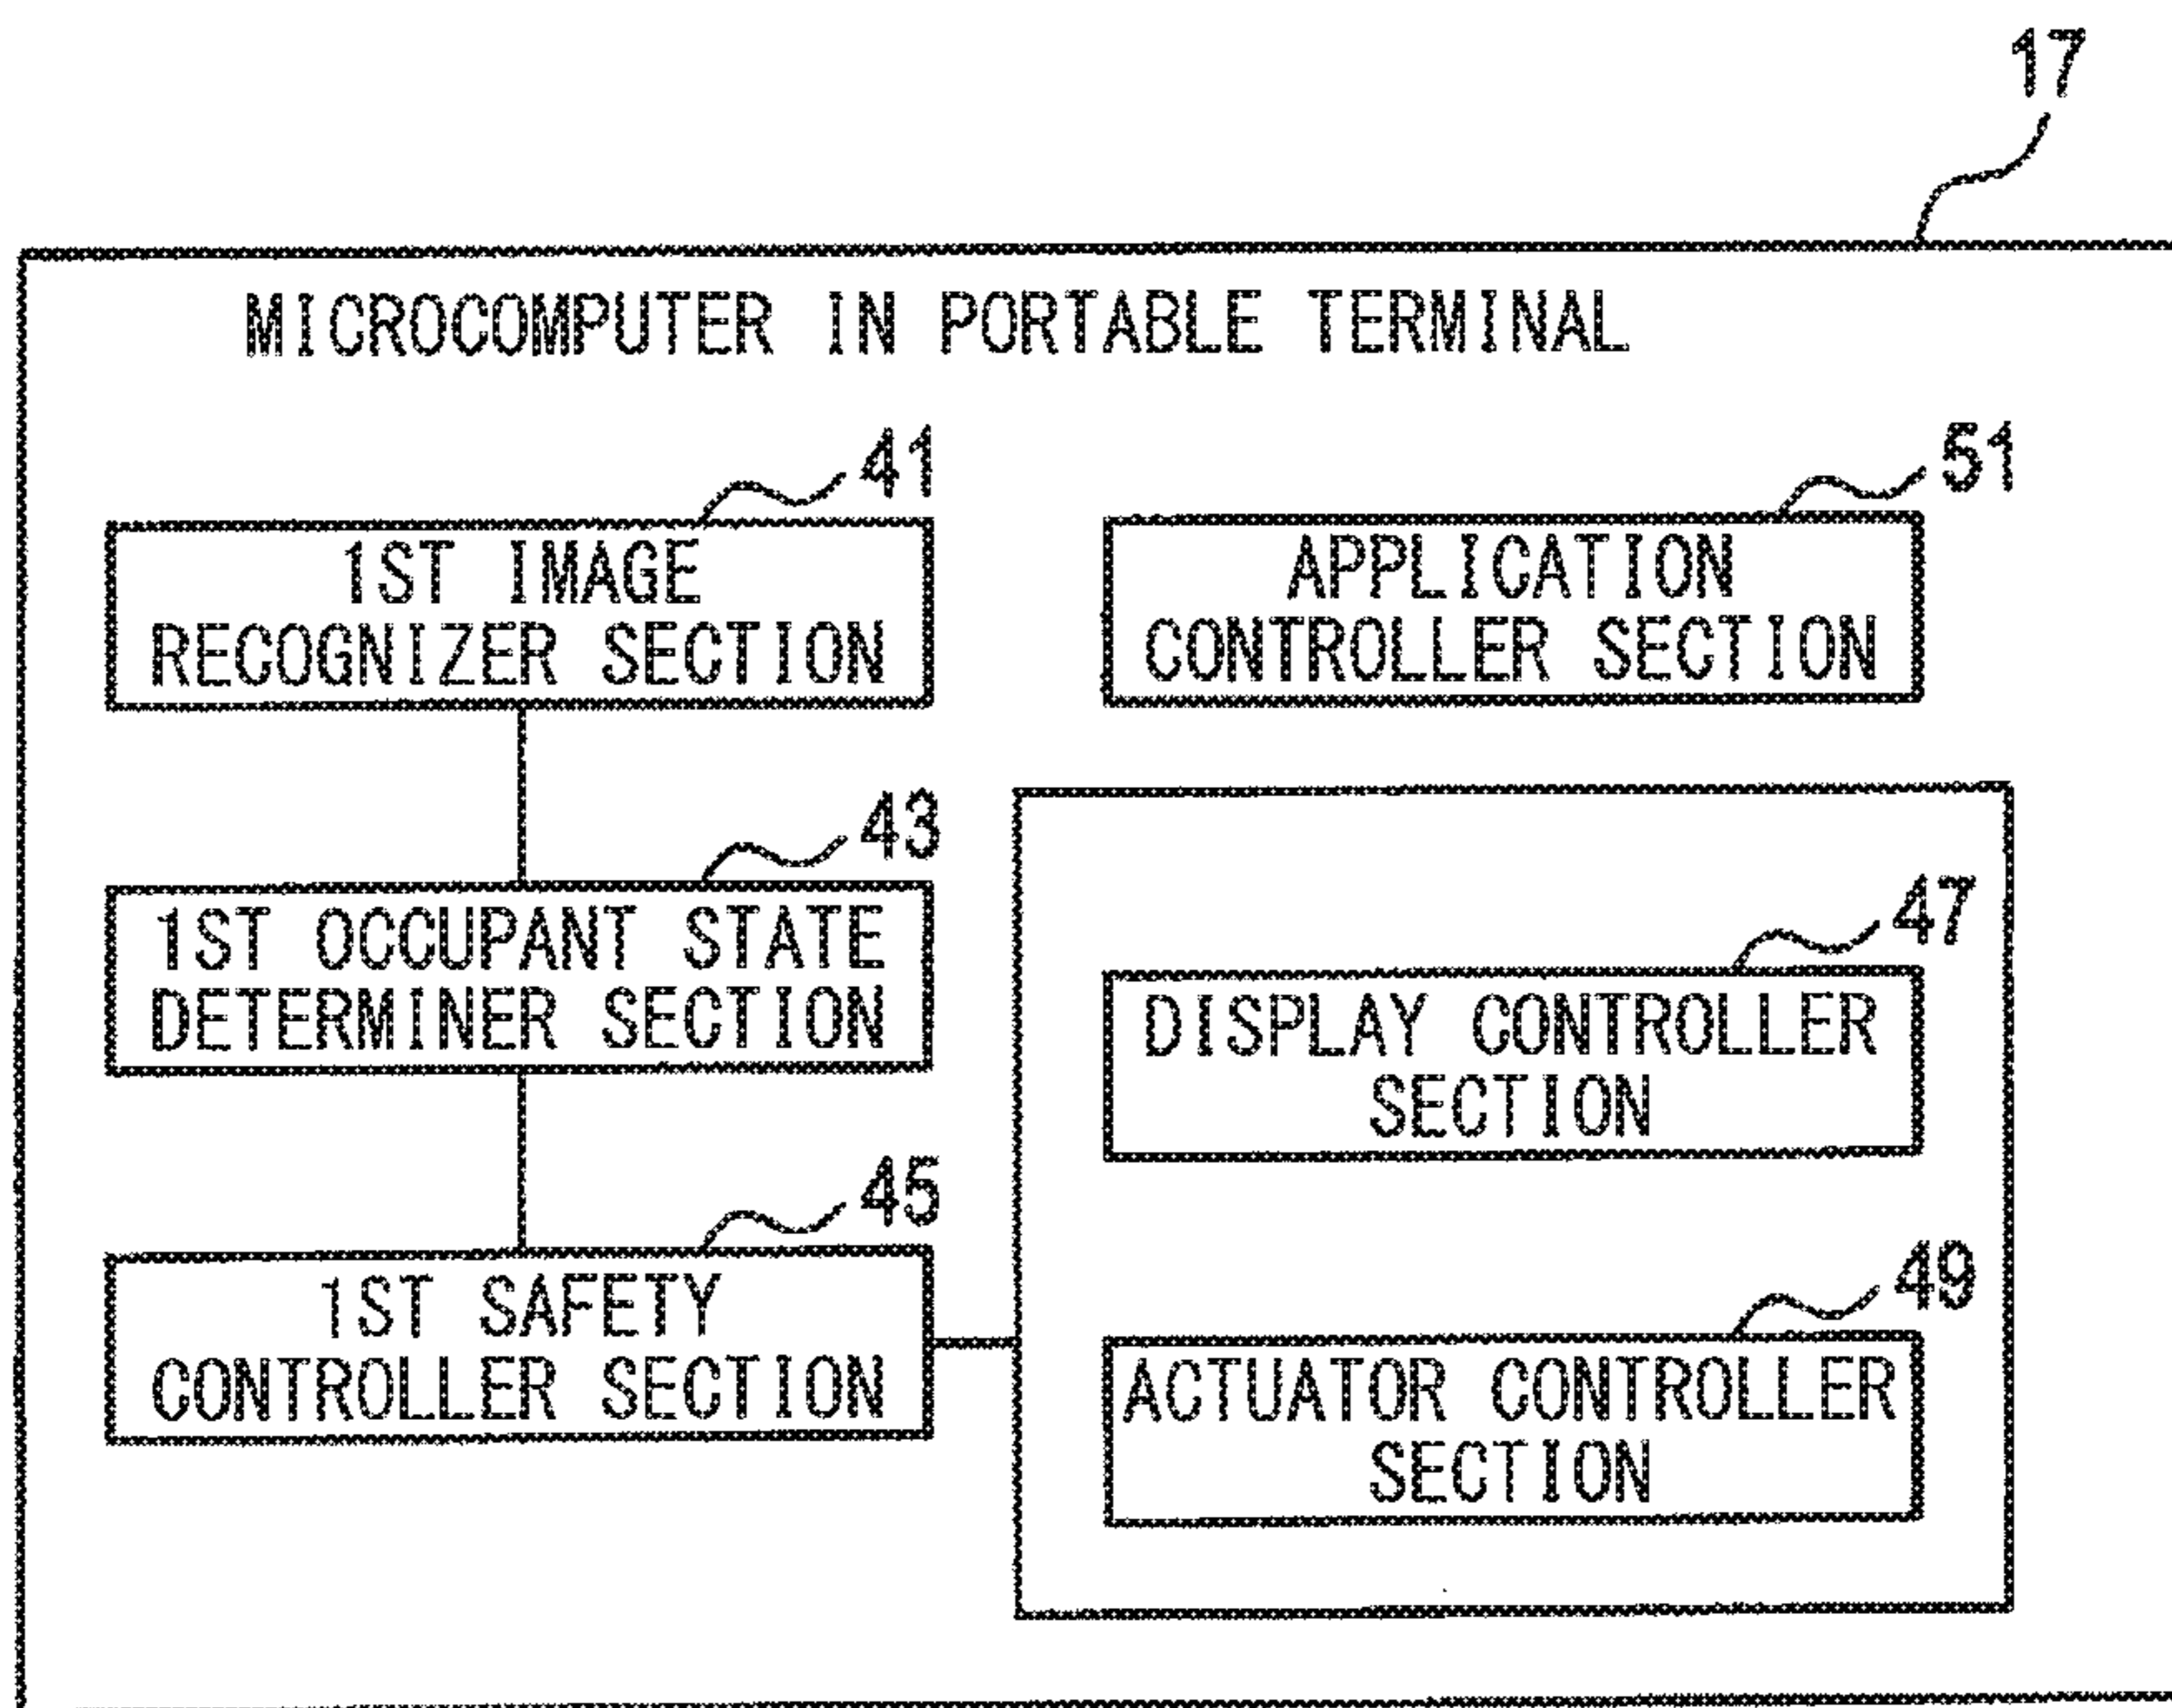 17
MICROCOMPUTER IN PORTABLE TERMINAL
41
1ST IMAGE
RECOGNIZER SECTION
51
APPLICATION
CONTROLLER SECTION
43
1ST OCCUPANT STATE
DETERMINER SECTION
47
DISPLAY CONTROLLER
SECTION
45
1ST SAFETY
CONTROLLER SECTION
49
ACTUATOR CONTROLLER
SECTION